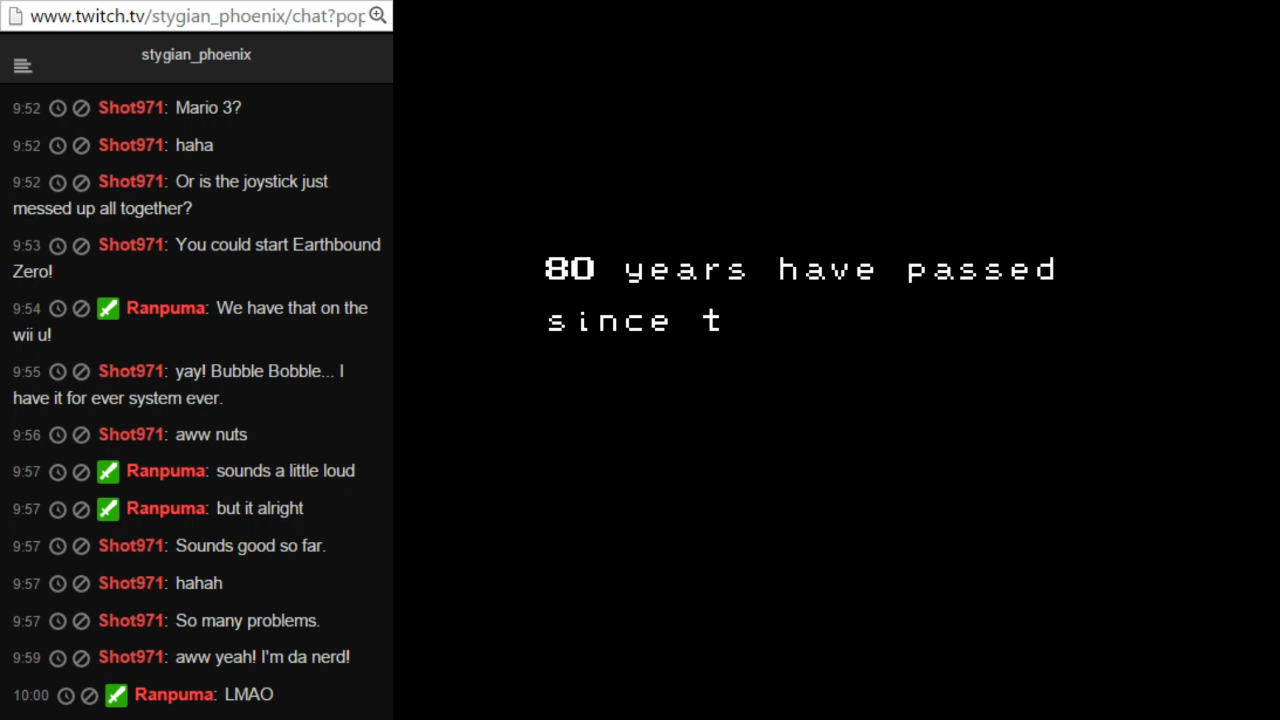 www.twitch.tv/stygian_phoenix/chat?pop
stygian_phoenix
9:52 Shot971: Mario 3?
9:52 Shot971: haha
9:52 Shot971: Or is the joystick just
messed up all together?
9:53 Shot971: You could start Earthbound
Zero!
9:54 Ranpuma: We have that on the
wii u!
9:55 Shot971: yay! Bubble Bobble... I
have it for ever system ever.
9:56 Shot971: aww nuts
9:57 Ranpuma: sounds a little loud
9:57 Ranpuma: but it alright
9:57 Shot971: Sounds good so far.
9:57 Shot971: hahah
9:57 Shot971: So many problems.
9:59 Shot971: aww yeah! I'm da nerd!
10:00 Ranpuma: LMAO
80 years have passed
since t